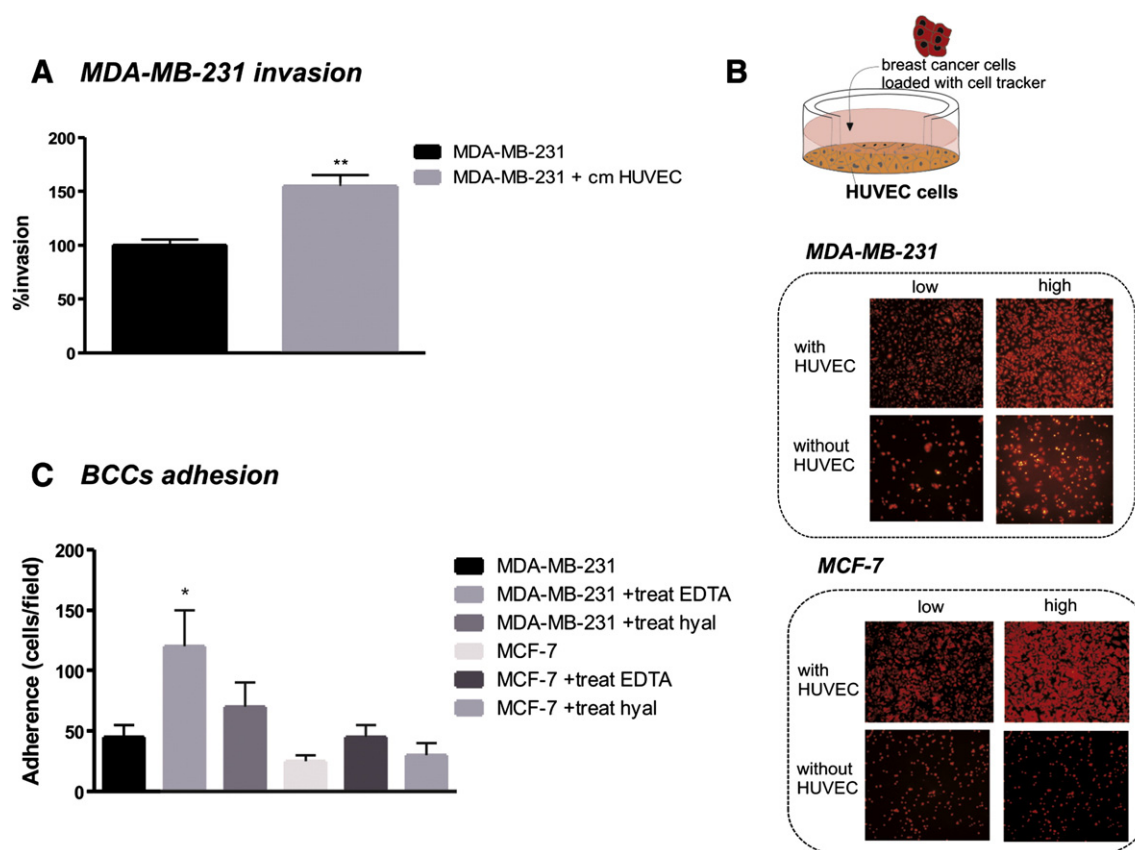 A MDA-MB-231 invasion
200
150
100
50
0
%invasion
**
MDA-MB-231
MDA-MB-231 + cm HUVEC
B
breast cancer cells
loaded with cell tracker
HUVEC cells
MDA-MB-231
low high
with
HUVEC
without
HUVEC
MCF-7
low high
with
HUVEC
without
HUVEC
C BCCs adhesion
200
150
100
50
0
Adherence (cells/field)
*
MDA-MB-231
MDA-MB-231 +treat EDTA
MDA-MB-231 +treat hyal
MCF-7
MCF-7 +treat EDTA
MCF-7 +treat hyal